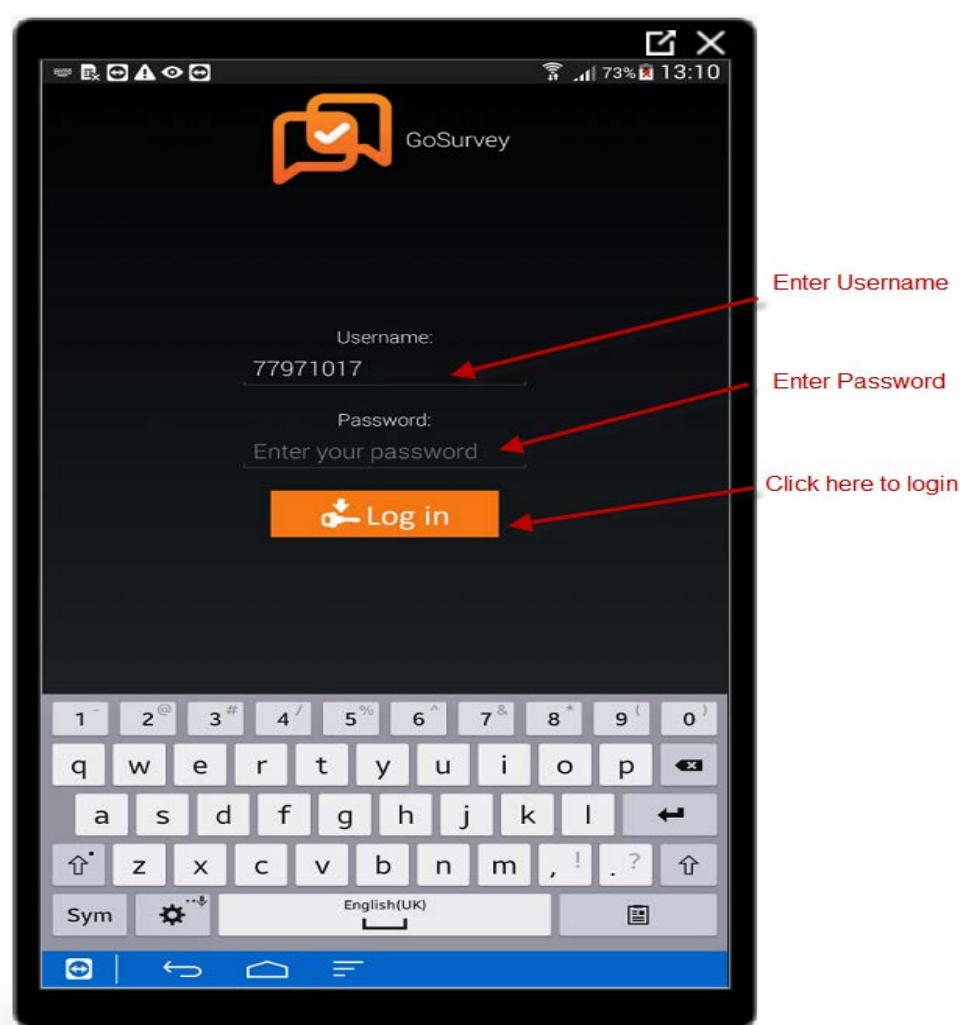 73% 13:10
GoSurvey
Enter Username
Username:
77971017
Enter Password
Password:
Enter your password
Click here to login
Log in
1 - 2 @ 3 # 4 / 5 % 6 ^ 7 & 8 * 9 ( 0 )
q w e r t y u i o p
a s d f g h j k l
z x c v b n m , ! . ?
Sym English(UK)